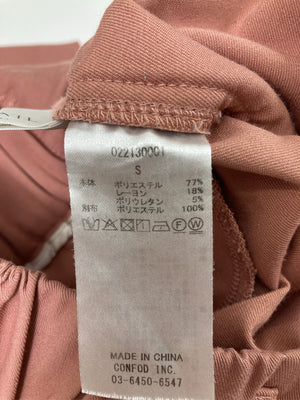 022130001
S
本体 ポリエステル 77%
レーヨン 18%
ポリウレタン 5%
別布 ポリエステル 100%
MADE IN CHINA
CONFOD INC.
03-6450-6547